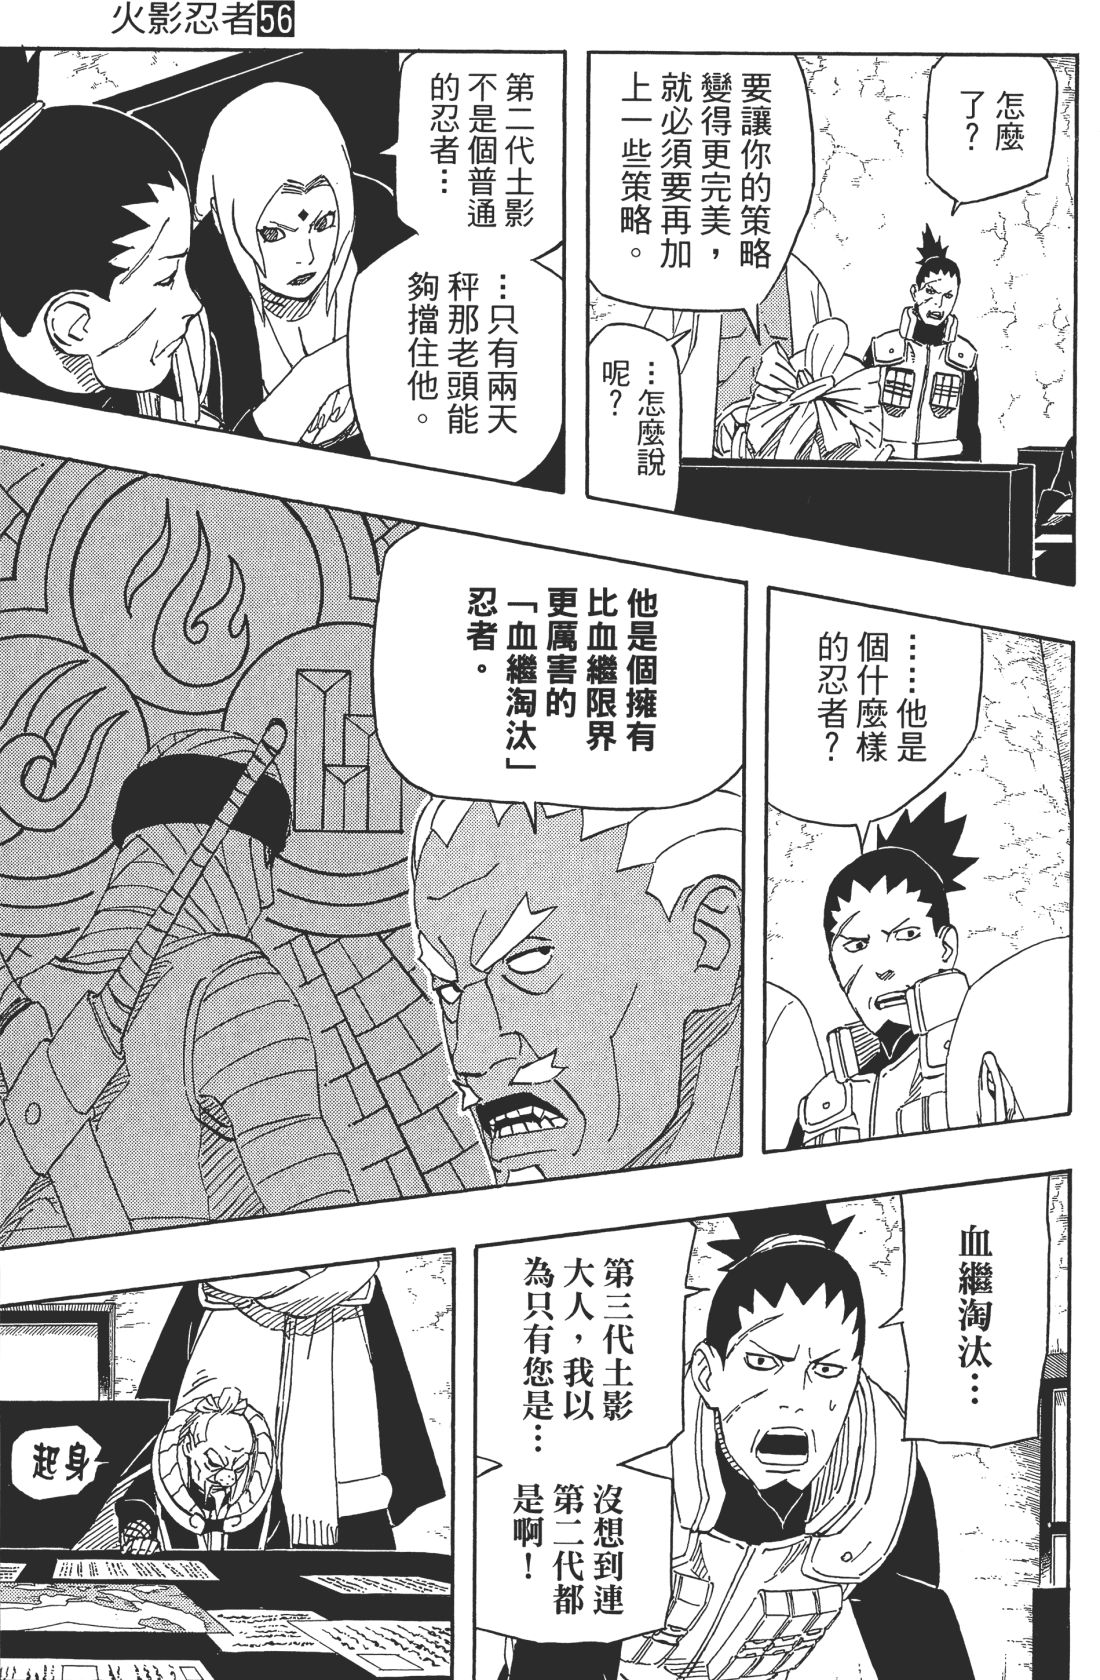 火影忍者56
怎麼
了？
要讓你的策略
變得更完美，
就必須要再加
上一些策略。
…怎麼說
呢？
第二代土影
不是個普通
的忍者…
…只有兩天
秤那老頭能
夠擋住他。
……他是
個什麼樣
的忍者？
他是個擁有
比血繼限界
更厲害的
「血繼淘汰」
忍者。
血繼淘汰…
第三代土影
大人，我以
為只有您是…
沒想到連
第二代都
是啊！
起身